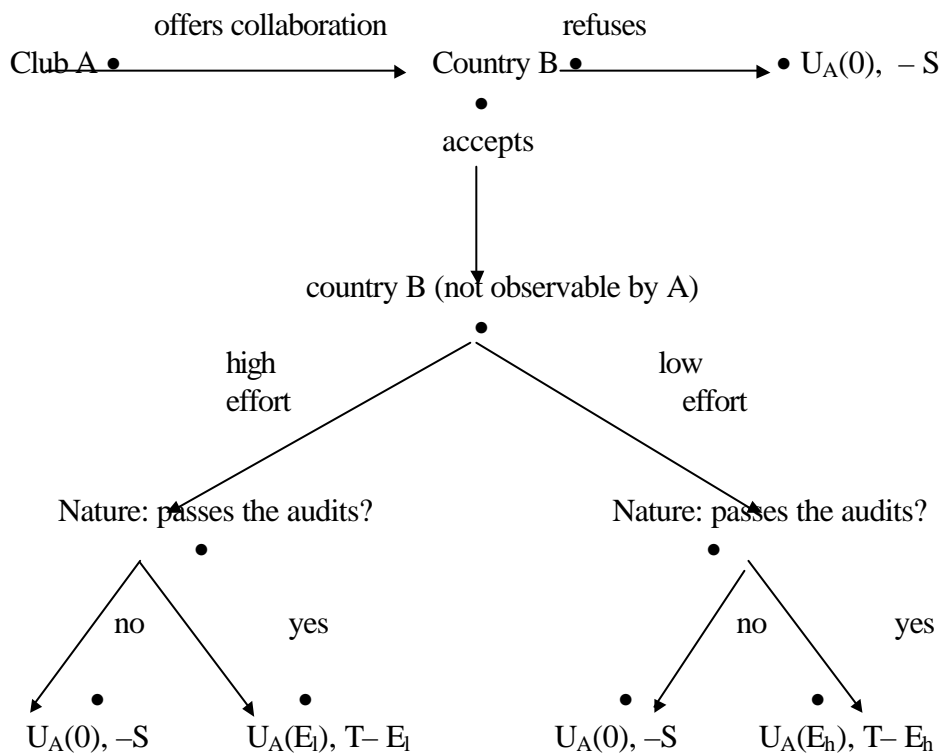 offers collaboration refuses
Club A • Country B • • U_A(0), – S
•
accepts
country B (not observable by A)
•
high low
effort effort
Nature: passes the audits? Nature: passes the audits?
• •
no yes no yes
• • • •
U_A(0), –S U_A(E_l), T– E_l U_A(0), –S U_A(E_h), T– E_h